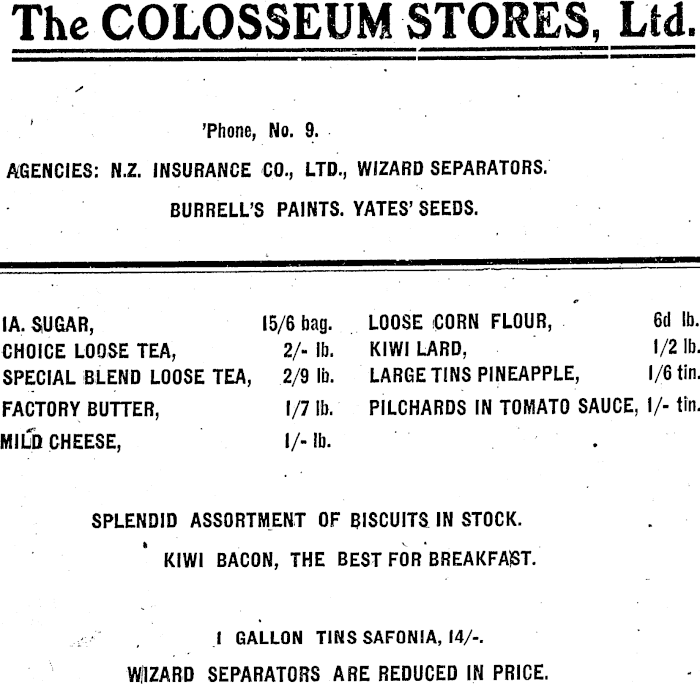 The COLOSSEUM STORES, Ltd.
'Phone, No. 9.
AGENCIES: N.Z. INSURANCE CO., LTD., WIZARD SEPARATORS.
BURRELL'S PAINTS. YATES' SEEDS.
1A. SUGAR, 15/6 bag.
CHOICE LOOSE TEA, 2/- lb.
SPECIAL BLEND LOOSE TEA, 2/9 lb.
FACTORY BUTTER, 1/7 lb.
MILD CHEESE, 1/- lb.
LOOSE CORN FLOUR, 6d lb.
KIWI LARD, 1/2 lb.
LARGE TINS PINEAPPLE, 1/6 tin.
PILCHARDS IN TOMATO SAUCE, 1/- tin.
SPLENDID ASSORTMENT OF BISCUITS IN STOCK.
KIWI BACON, THE BEST FOR BREAKFAST.
1 GALLON TINS SAFONIA, 14/-.
WIZARD SEPARATORS ARE REDUCED IN PRICE.